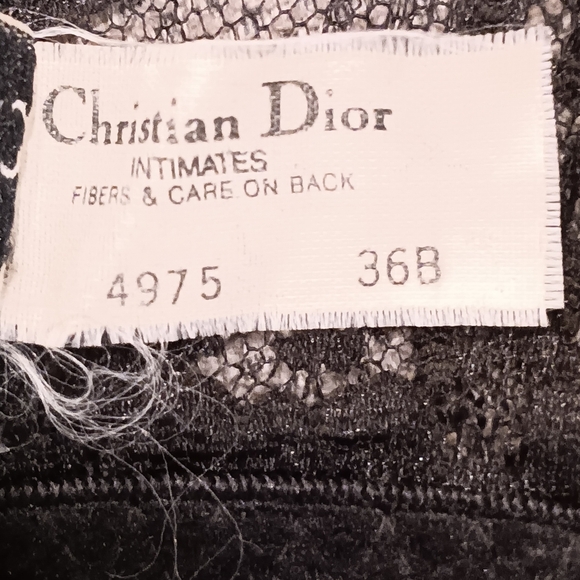 Christian Dior
INTIMATES
FIBERS & CARE ON BACK
4975 36B